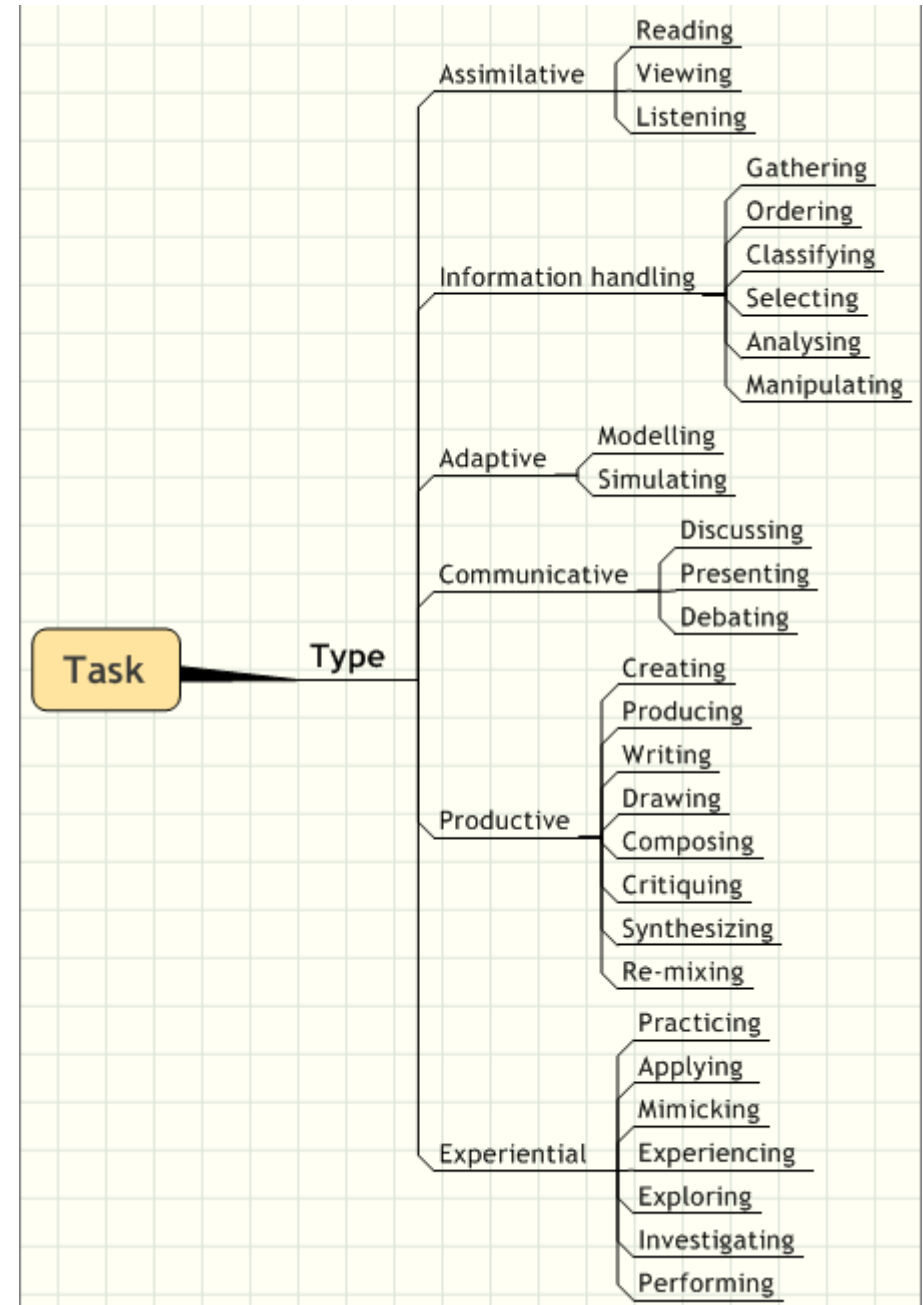 Task
Type
Assimilative
Reading
Viewing
Listening
Information handling
Gathering
Ordering
Classifying
Selecting
Analysing
Manipulating
Adaptive
Modelling
Simulating
Communicative
Discussing
Presenting
Debating
Productive
Creating
Producing
Writing
Drawing
Composing
Critiquing
Synthesizing
Re-mixing
Experiential
Practicing
Applying
Mimicking
Experiencing
Exploring
Investigating
Performing